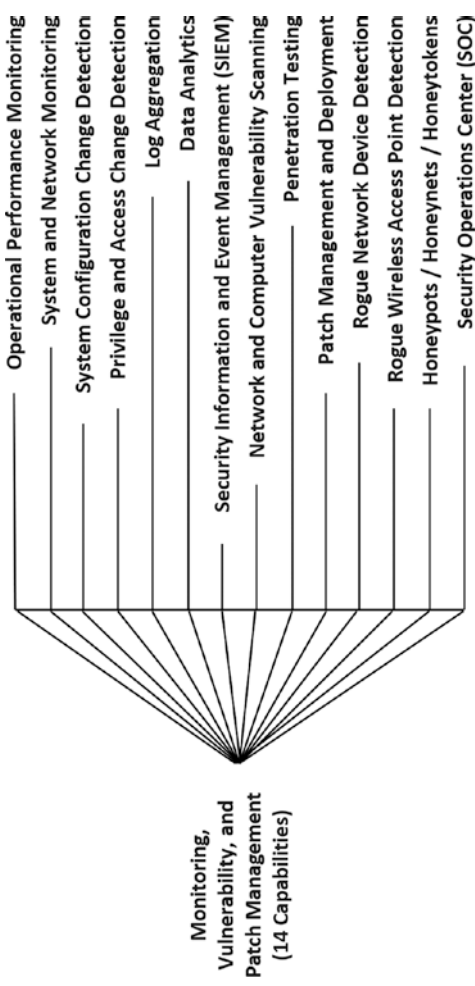 Monitoring,
Vulnerability, and
Patch Management
(14 Capabilities)
Operational Performance Monitoring
System and Network Monitoring
System Configuration Change Detection
Privilege and Access Change Detection
Log Aggregation
Data Analytics
Security Information and Event Management (SIEM)
Network and Computer Vulnerability Scanning
Penetration Testing
Patch Management and Deployment
Rogue Network Device Detection
Rogue Wireless Access Point Detection
Honeypots / Honeynets / Honeytokens
Security Operations Center (SOC)